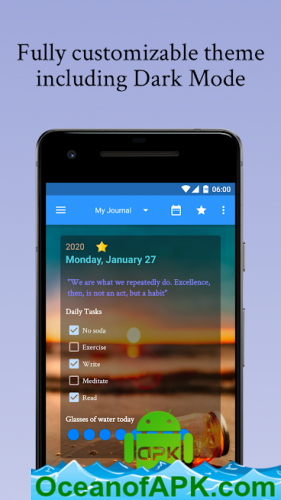 Fully customizable theme
including Dark Mode
06:00
My Journal
2020
Monday, January 27
"We are what we repeatedly do. Excellence,
then, is not an act, but a habit"
Daily Tasks
No soda
Exercise
Write
Meditate
Read
Glasses of water today
APK
OceanofAPK.com